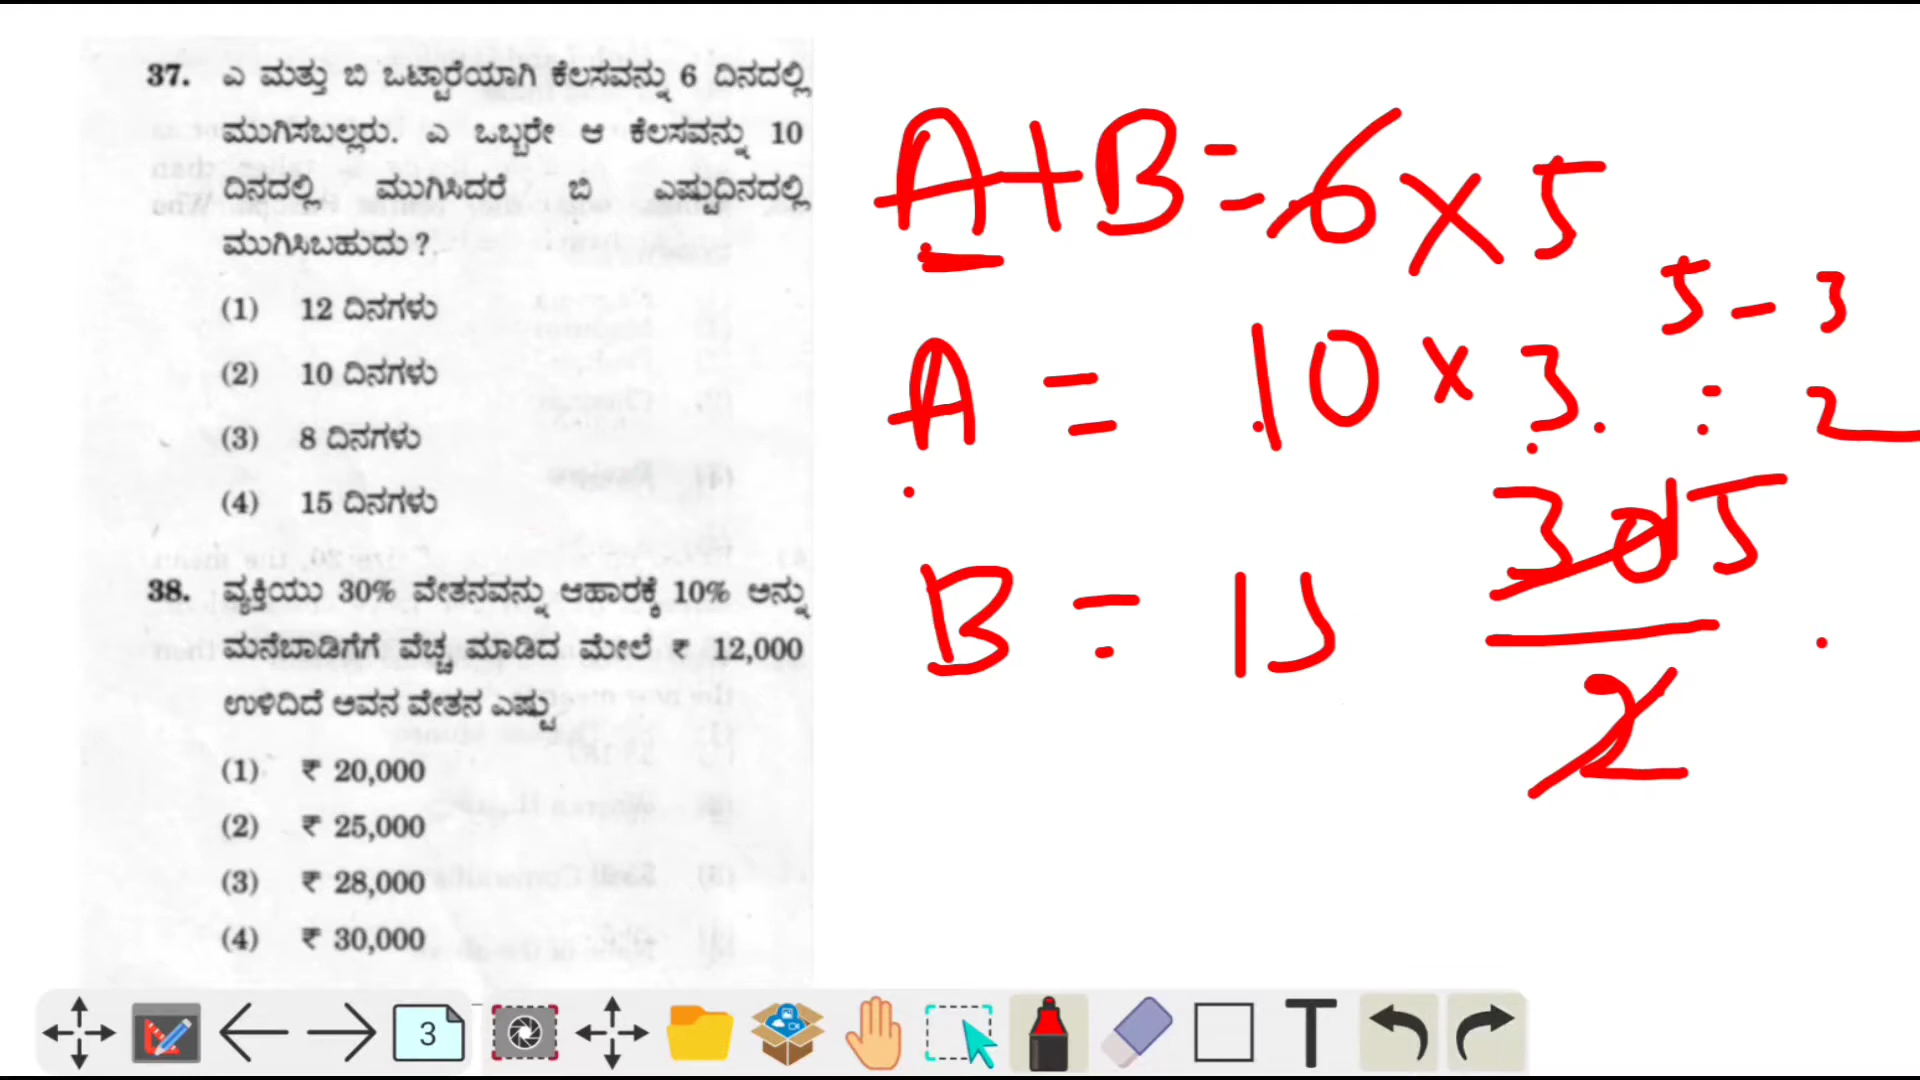 37. ಎ ಮತ್ತು ಬಿ ಒಟ್ಟಾರೆಯಾಗಿ ಕೆಲಸವನ್ನು 6 ದಿನದಲ್ಲಿ
ಮುಗಿಸಬಲ್ಲರು. ಎ ಒಬ್ಬರೇ ಆ ಕೆಲಸವನ್ನು 10
ದಿನದಲ್ಲಿ ಮುಗಿಸಿದರೆ ಬಿ ಎಷ್ಟುದಿನದಲ್ಲಿ
ಮುಗಿಸಿಬಹುದು ?
(1) 12 ದಿನಗಳು
(2) 10 ದಿನಗಳು
(3) 8 ದಿನಗಳು
(4) 15 ದಿನಗಳು
38. ವ್ಯಕ್ತಿಯು 30% ವೇತನವನ್ನು ಆಹಾರಕ್ಕೆ 10% ಅನ್ನು
ಮನೆಬಾಡಿಗೆಗೆ ವೆಚ್ಚ ಮಾಡಿದ ಮೇಲೆ ₹ 12,000
ಉಳಿದಿದೆ ಅವನ ವೇತನ ಎಷ್ಟು
(1) ₹ 20,000
(2) ₹ 25,000
(3) ₹ 28,000
(4) ₹ 30,000
A+B = 6 × 5
5 - 3
A = 10 × 3
: 2
30 15
B = 15
2
3
T